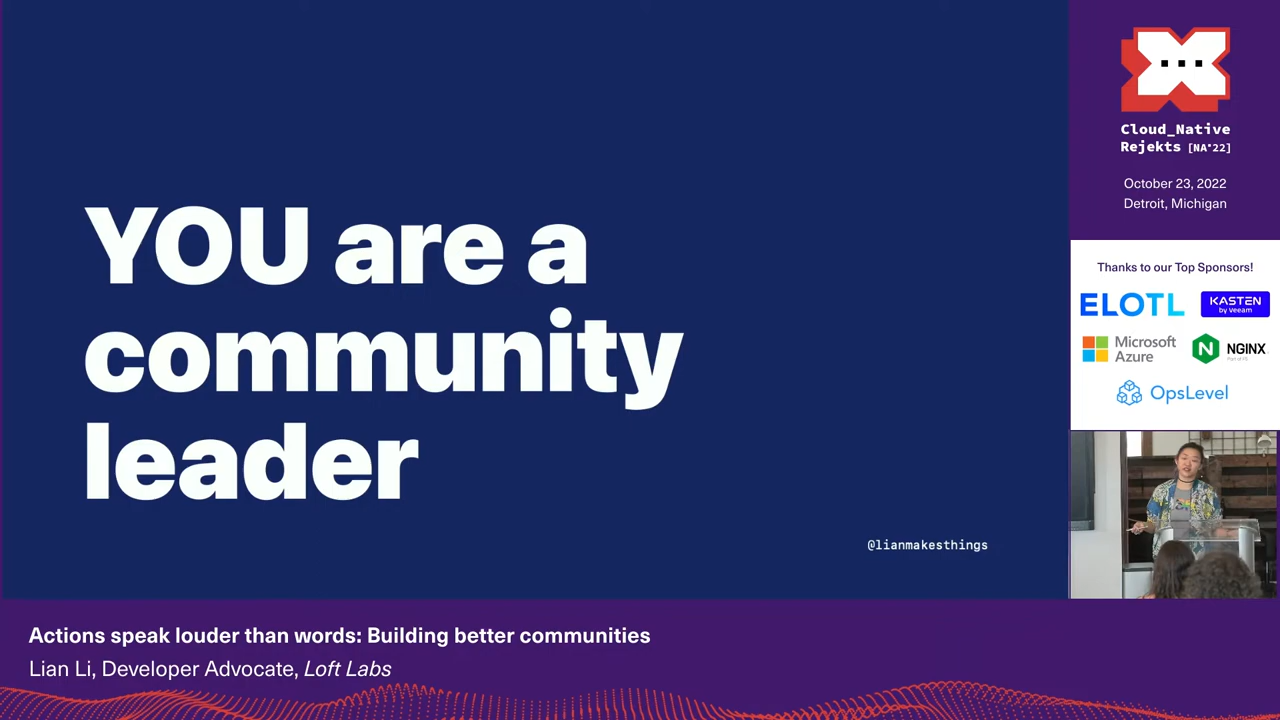 YOU are a
community
leader
@lianmakesthings
Cloud_Native
Rejekts [NA'22]
October 23, 2022
Detroit, Michigan
Thanks to our Top Sponsors!
ELOTL
KASTEN
by Veeam
Microsoft
Azure
N NGINX
OpsLevel
Actions speak louder than words: Building better communities
Lian Li, Developer Advocate, Loft Labs